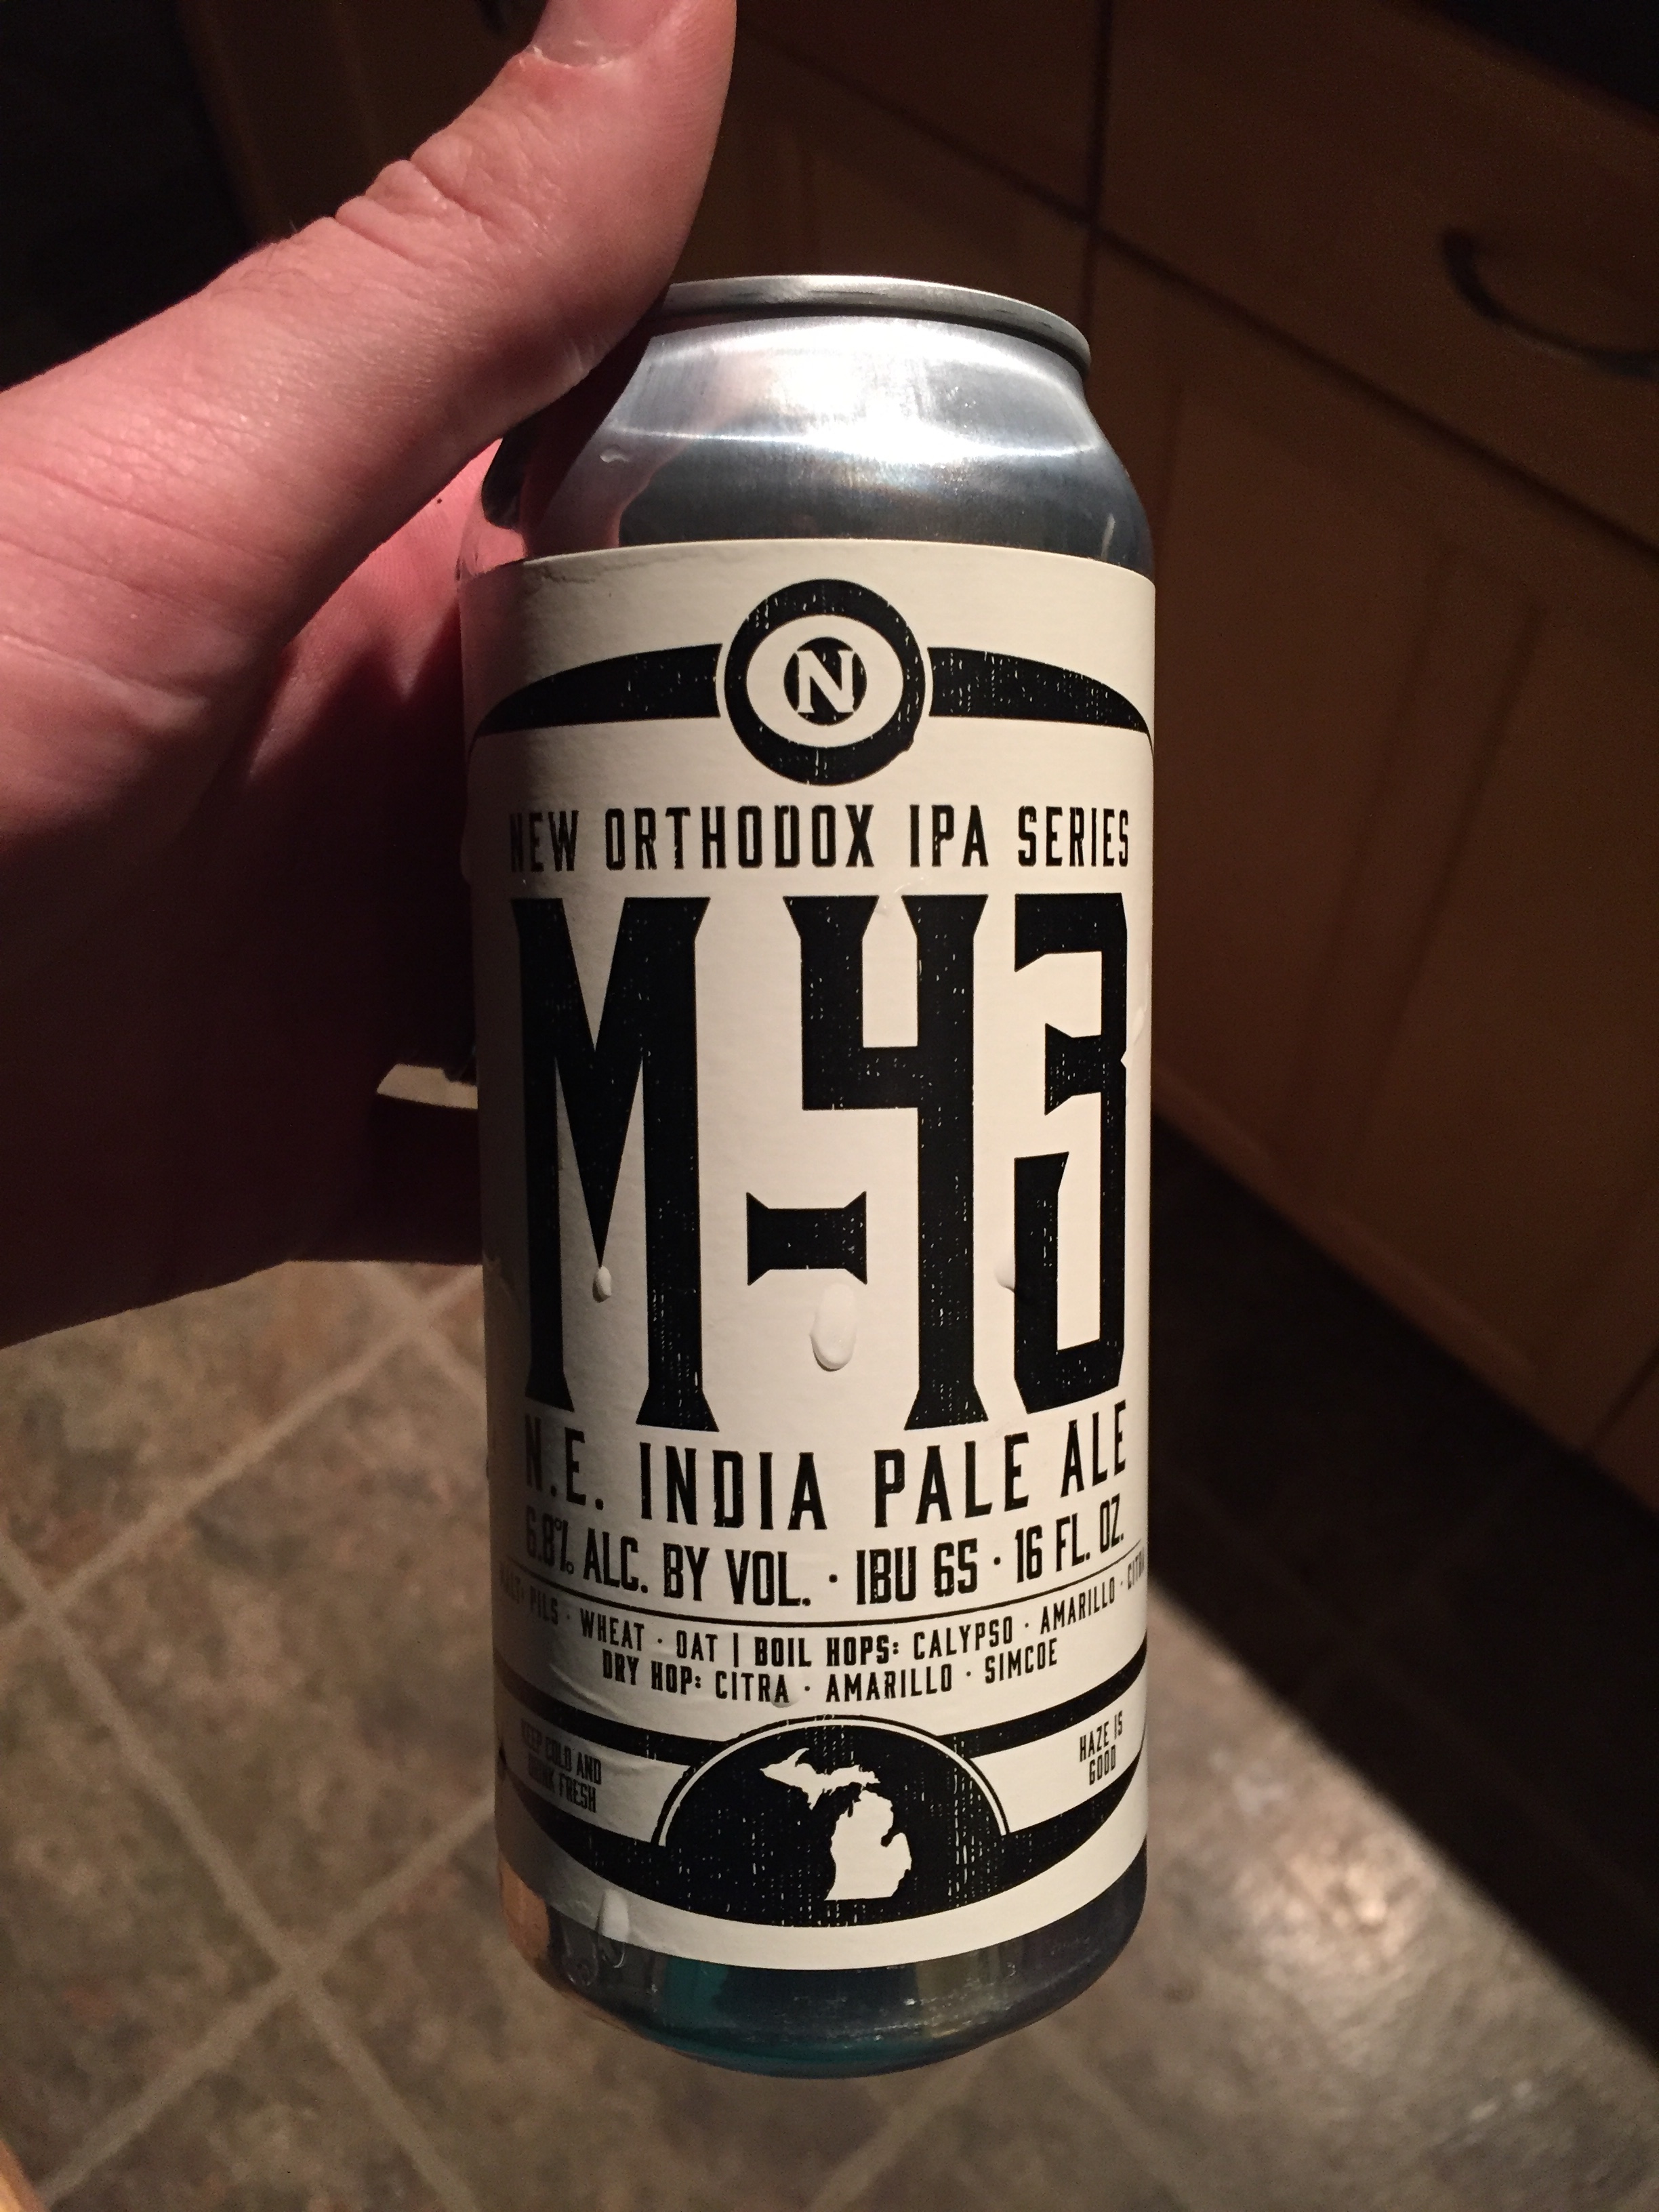 N
NEW ORTHODOX IPA SERIES
M-43
N.E. INDIA PALE ALE
6.8% ALC. BY VOL. · IBU 65 · 16 FL. OZ.
PILS · WHEAT · OAT | BOIL HOPS: CALYPSO · AMARILLO · CITRA
DRY HOP: CITRA · AMARILLO · SIMCOE
KEEP COLD AND
DRINK FRESH
HAZE IS
GOOD